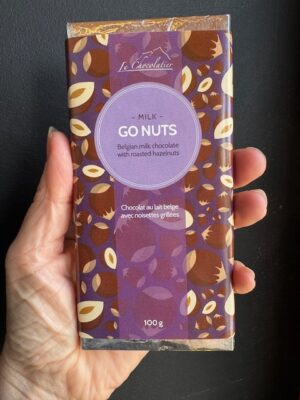 Le Chocolatier
– MILK –
GO NUTS
Belgian milk chocolate
with roasted hazelnuts
Chocolat au lait belge
avec noisettes grillées
100 g